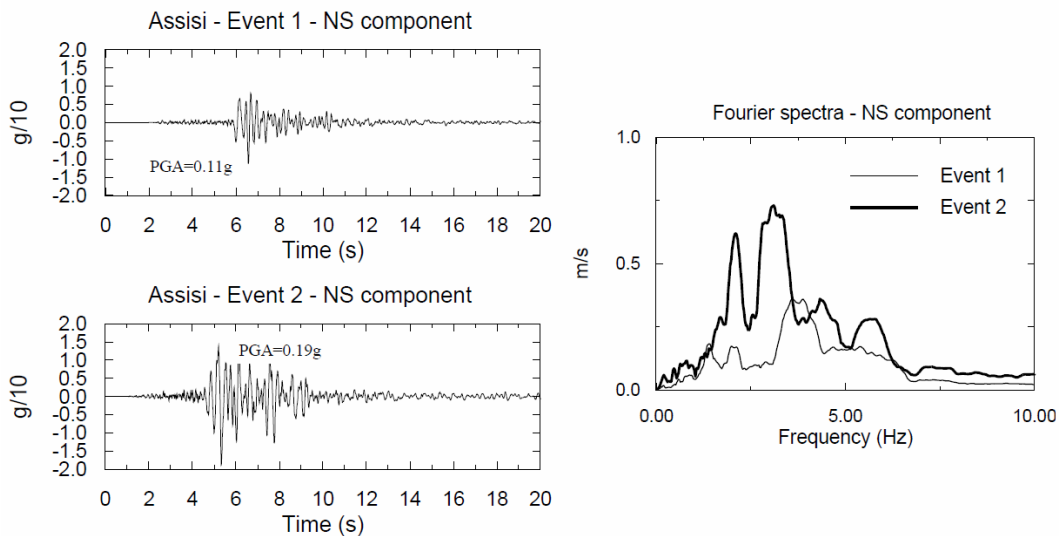 Assisi - Event 1 - NS component
2.0
1.5
1.0
0.5
0.0
-0.5
-1.0
-1.5
-2.0
g/10
PGA=0.11g
0 2 4 6 8 10 12 14 16 18 20
Time (s)
Assisi - Event 2 - NS component
2.0
1.5
1.0
0.5
0.0
-0.5
-1.0
-1.5
-2.0
g/10
PGA=0.19g
0 2 4 6 8 10 12 14 16 18 20
Time (s)
Fourier spectra - NS component
1.0
0.5
0.0
m/s
Event 1
Event 2
0.00 5.00 10.00
Frequency (Hz)